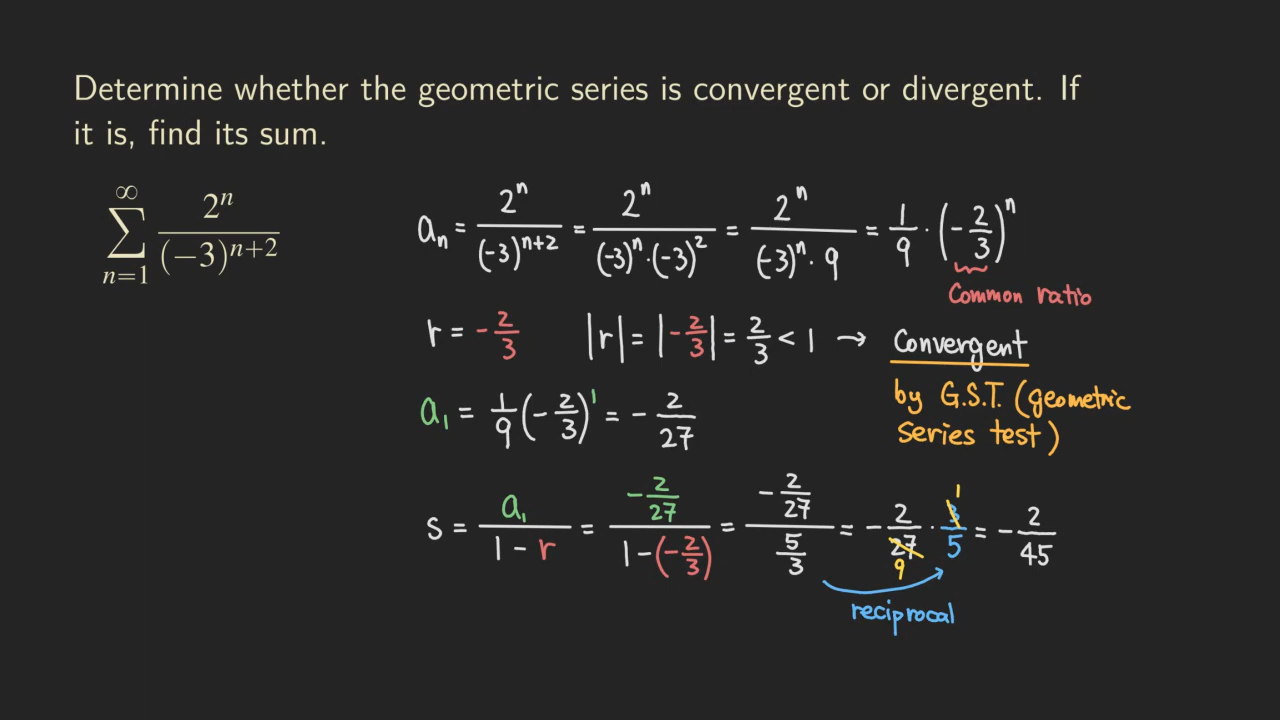 Determine whether the geometric series is convergent or divergent. If
it is, find its sum.
∑_{n=1}^{∞} 2^n / (−3)^{n+2}
a_n = 2^n / (-3)^{n+2} = 2^n / ((-3)^n · (-3)^2) = 2^n / ((-3)^n · 9) = 1/9 · (-2/3)^n
Common ratio
r = -2/3 |r| = |-2/3| = 2/3 < 1 → Convergent
by G.S.T. (geometric
Series test)
a_1 = 1/9 (-2/3)^1 = -2/27
S = a_1 / (1 - r) = (-2/27) / (1 - (-2/3)) = (-2/27) / (5/3) = -2/27 · 3/5 = -2/45
1
9
reciprocal